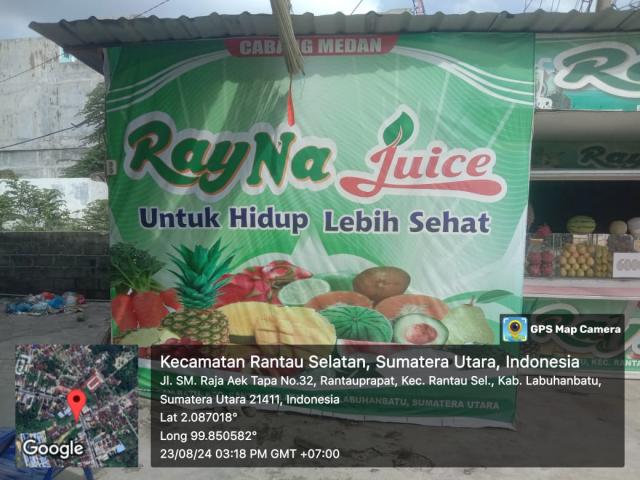 CABANG MEDAN
RayNa Juice
Untuk Hidup Lebih Sehat
GPS Map Camera
Kecamatan Rantau Selatan, Sumatera Utara, Indonesia
Jl. SM. Raja Aek Tapa No.32, Rantauprapat, Kec. Rantau Sel., Kab. Labuhanbatu,
Sumatera Utara 21411, Indonesia
LABUHANBATU, SUMATERA UTARA
Lat 2.087018°
Long 99.850582°
23/08/24 03:18 PM GMT +07:00
Google